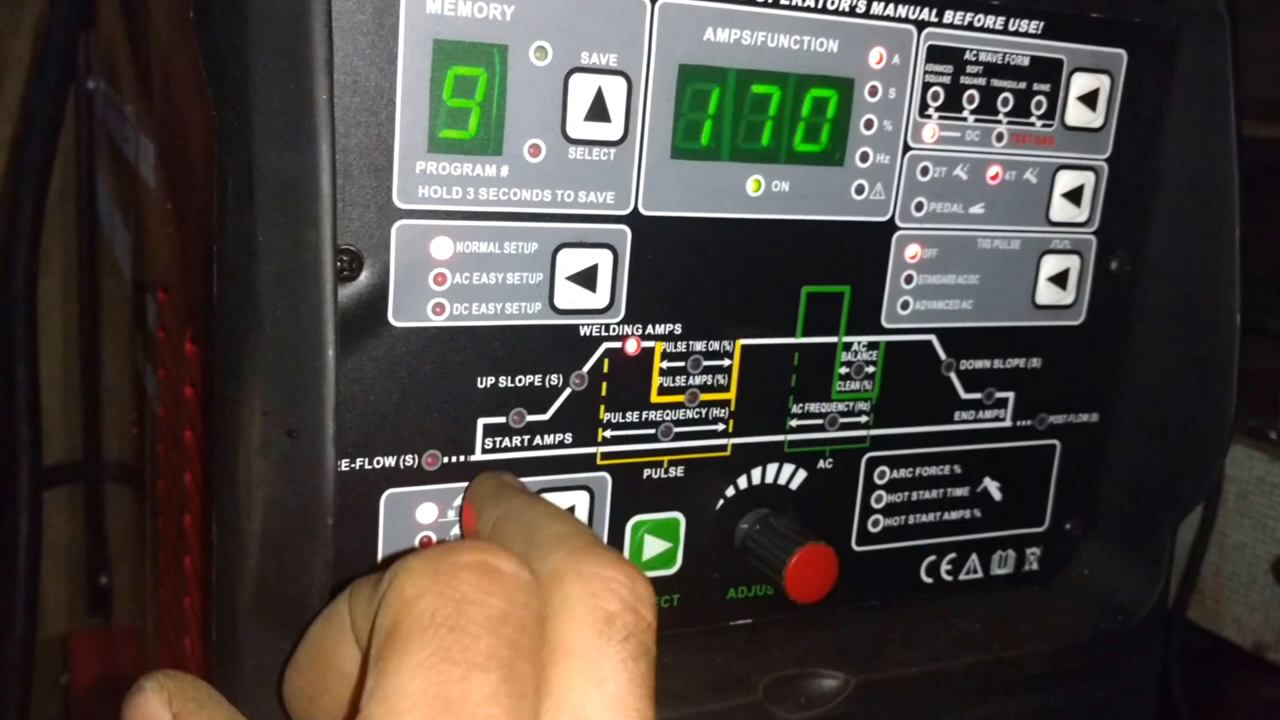 OPERATOR'S MANUAL BEFORE USE!
MEMORY
9
SAVE
SELECT
PROGRAM #
HOLD 3 SECONDS TO SAVE
AMPS/FUNCTION
170
A
S
%
Hz
ON
AC WAVE FORM
ADVANCED SQUARE
SOFT SQUARE
TRIANGULAR
SINE
DC
TEST GAS
2T
4T
PEDAL
TIG PULSE
OFF
STANDARD AC/DC
ADVANCED AC
NORMAL SETUP
AC EASY SETUP
DC EASY SETUP
WELDING AMPS
PULSE TIME ON (%)
PULSE AMPS (%)
UP SLOPE (S)
START AMPS
PULSE FREQUENCY (Hz)
PULSE
AC
BALANCE
CLEAN (%)
AC FREQUENCY (Hz)
AC
DOWN SLOPE (S)
END AMPS
POST-FLOW (S)
RE-FLOW (S)
ARC FORCE %
HOT START TIME
HOT START AMPS %
ECT
ADJUS
CE